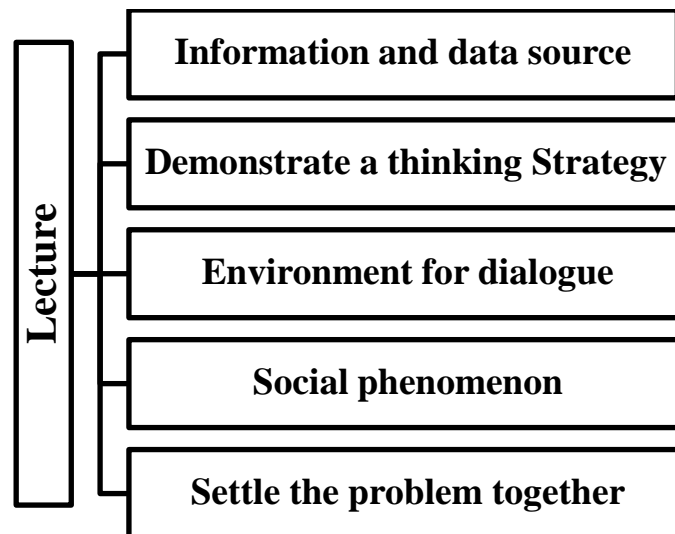 Lecture
Information and data source
Demonstrate a thinking Strategy
Environment for dialogue
Social phenomenon
Settle the problem together